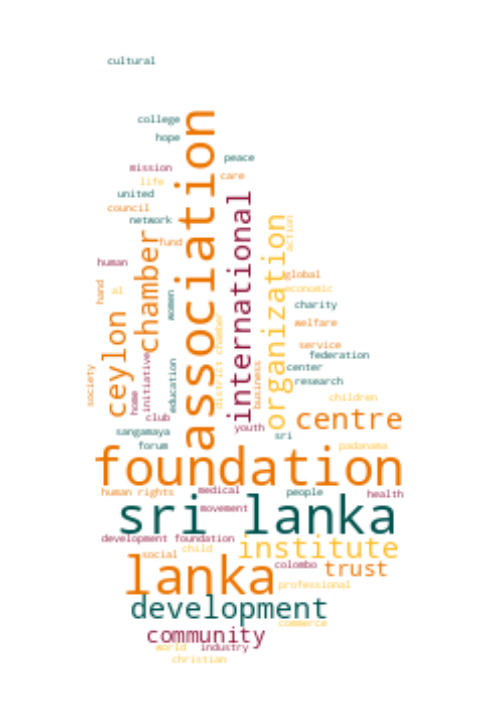 cultural
college
hope
association
peace
mission
care
life
united
council
network
international
organization
action
chamber
fund
human
global
hand
al
women
economic
charity
ceylon
district chamber
welfare
service
federation
society
home
initiative
education
business
center
research
children
club
centre
youth
sangamaya
sri
forum
padanama
foundation
human rights
medical
people
health
sri lanka
movement
development foundation
child
institute
social
lanka
colombo
trust
professional
development
commerce
community
world
industry
christian